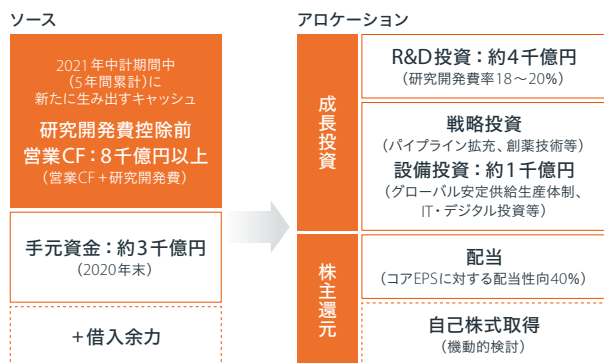 ソース
2021年中計期間中
(5年間累計)に
新たに生み出すキャッシュ
研究開発費控除前
営業CF：8千億円以上
(営業CF+研究開発費)
手元資金：約3千億円
(2020年末)
+借入余力
アロケーション
成長投資
R&D投資：約4千億円
(研究開発費率18〜20%)
戦略投資
(パイプライン拡充、創薬技術等)
設備投資：約1千億円
(グローバル安定供給生産体制、
IT・デジタル投資等)
株主還元
配当
(コアEPSに対する配当性向40%)
自己株式取得
(機動的検討)